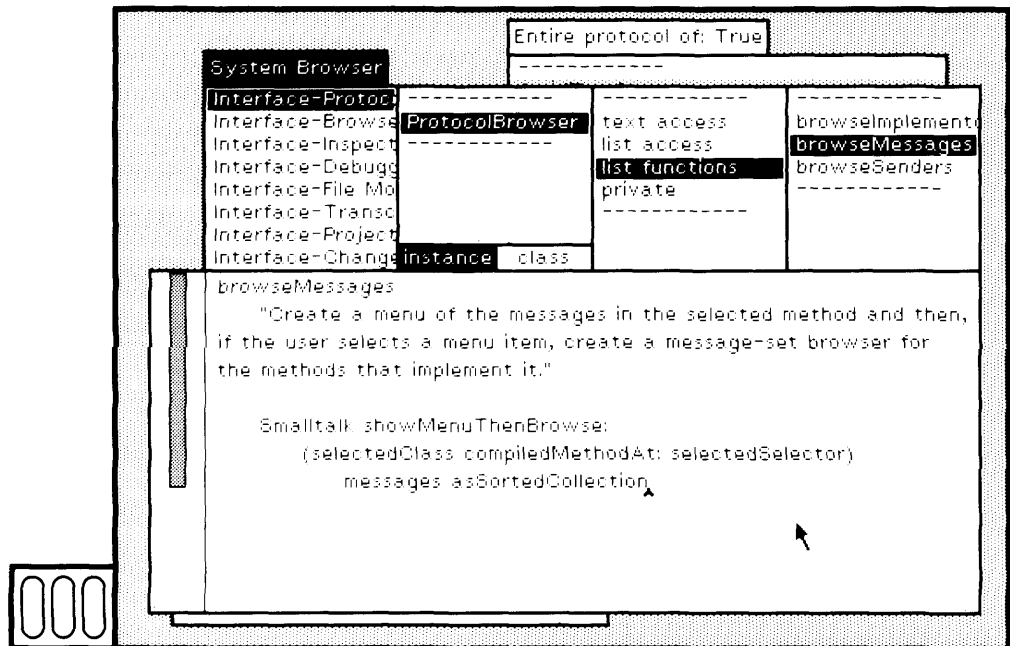 Entire protocol of: True
System Browser
Interface-Protoc
Interface-Browse
Interface-Inspect
Interface-Debugg
Interface-File Mo
Interface-Transc
Interface-Project
Interface-Change
ProtocolBrowser
instance class
text access
list access
list functions
private
browseImplemento
browseMessages
browseSenders
browseMessages
"Create a menu of the messages in the selected method and then,
if the user selects a menu item, create a message-set browser for
the methods that implement it."
Smalltalk showMenuThenBrowse:
(selectedClass compiledMethodAt: selectedSelector)
messages asSortedCollection